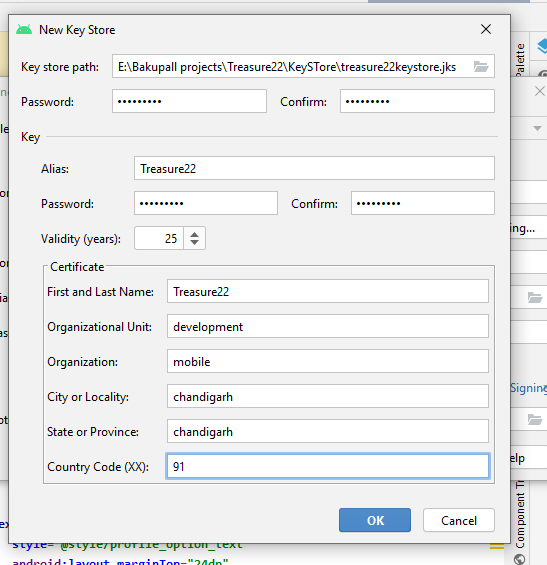 New Key Store
Key store path: E:\Bakupall projects\Treasure22\KeySTore\treasure22keystore.jks
Password: ••••••••• Confirm: •••••••••
Key
Alias: Treasure22
Password: ••••••••• Confirm: •••••••••
Validity (years): 25
Certificate
First and Last Name: Treasure22
Organizational Unit: development
Organization: mobile
City or Locality: chandigarh
State or Province: chandigarh
Country Code (XX): 91
OK Cancel
Palette
ing...
Signing
elp
Component Tr
style="@style/profile_option_text
android:layout_marginTop="24dp"